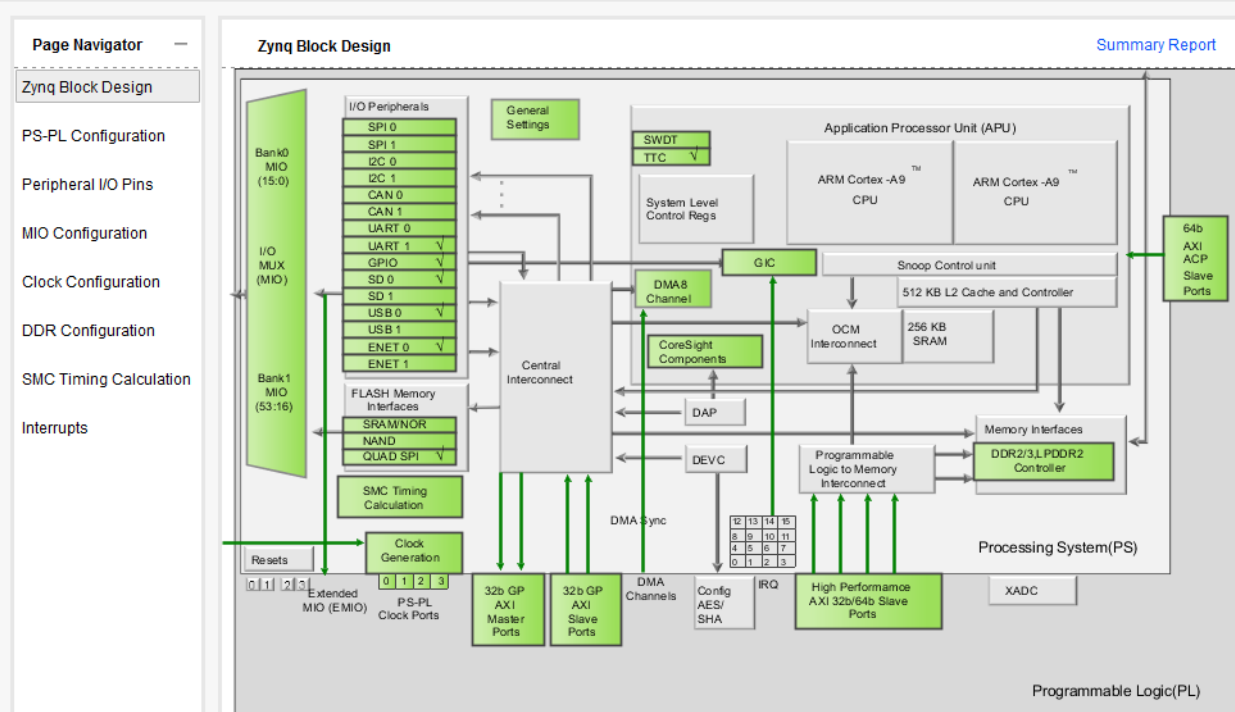 Page Navigator —
Zynq Block Design
PS-PL Configuration
Peripheral I/O Pins
MIO Configuration
Clock Configuration
DDR Configuration
SMC Timing Calculation
Interrupts
Zynq Block Design
Summary Report
Bank0
MIO
(15:0)
I/O
MUX
(MIO)
Bank1
MIO
(53:16)
I/O Peripherals
SPI 0
SPI 1
I2C 0
I2C 1
CAN 0
CAN 1
UART 0
UART 1 √
GPIO √
SD 0 √
SD 1
USB 0 √
USB 1
ENET 0 √
ENET 1
FLASH Memory
Interfaces
SRAM/NOR
NAND
QUAD SPI √
SMC Timing
Calculation
General
Settings
Central
Interconnect
Application Processor Unit (APU)
SWDT
TTC √
System Level
Control Regs
ARM Cortex -A9 ™
CPU
ARM Cortex -A9 ™
CPU
GIC
Snoop Control unit
512 KB L2 Cache and Controller
DMA8
Channel
OCM
Interconnect
256 KB
SRAM
CoreSight
Components
DAP
DEVC
64b
AXI
ACP
Slave
Ports
Memory Interfaces
DDR2/3,LPDDR2
Controller
Programmable
Logic to Memory
Interconnect
DMA Sync
12 13 14 15
8 9 10 11
4 5 6 7
0 1 2 3
Processing System(PS)
Resets
0 1 2 3
Clock
Generation
0 1 2 3
Extended
MIO (EMIO)
PS-PL
Clock Ports
32b GP
AXI
Master
Ports
32b GP
AXI
Slave
Ports
DMA
Channels
Config
AES/
SHA
IRQ
High Performamce
AXI 32b/64b Slave
Ports
XADC
Programmable Logic(PL)